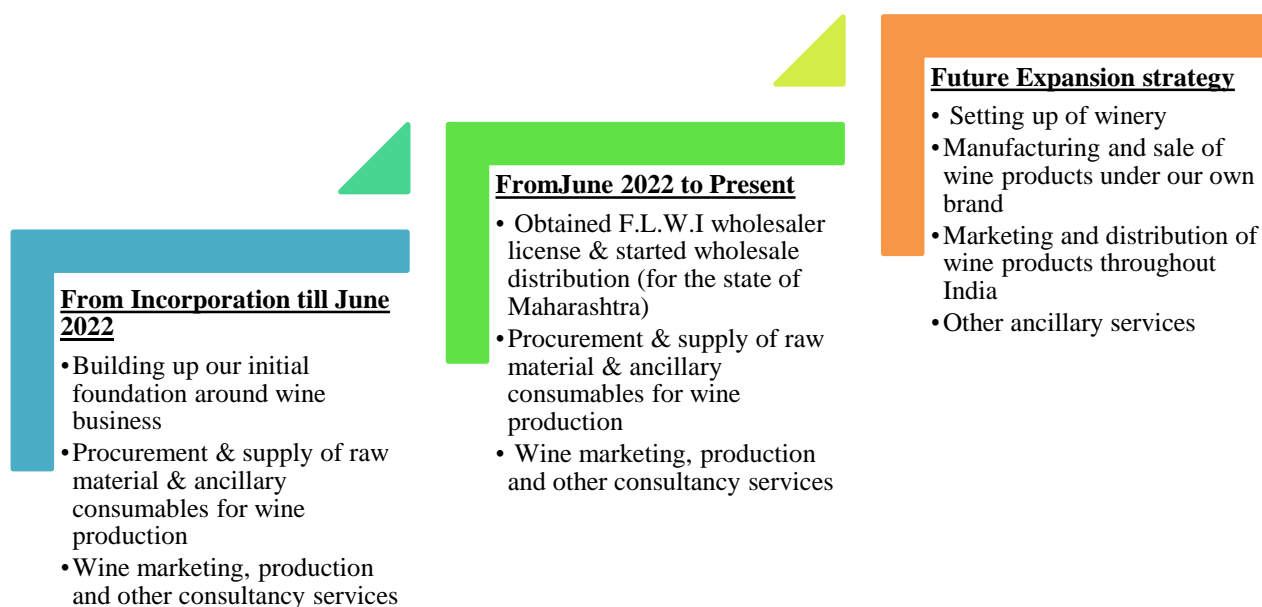 From Incorporation till June
2022
•Building up our initial
foundation around wine
business
•Procurement & supply of raw
material & ancillary
consumables for wine
production
•Wine marketing, production
and other consultancy services
FromJune 2022 to Present
• Obtained F.L.W.I wholesaler
license & started wholesale
distribution (for the state of
Maharashtra)
•Procurement & supply of raw
material & ancillary
consumables for wine
production
• Wine marketing, production
and other consultancy services
Future Expansion strategy
• Setting up of winery
•Manufacturing and sale of
wine products under our own
brand
•Marketing and distribution of
wine products throughout
India
•Other ancillary services